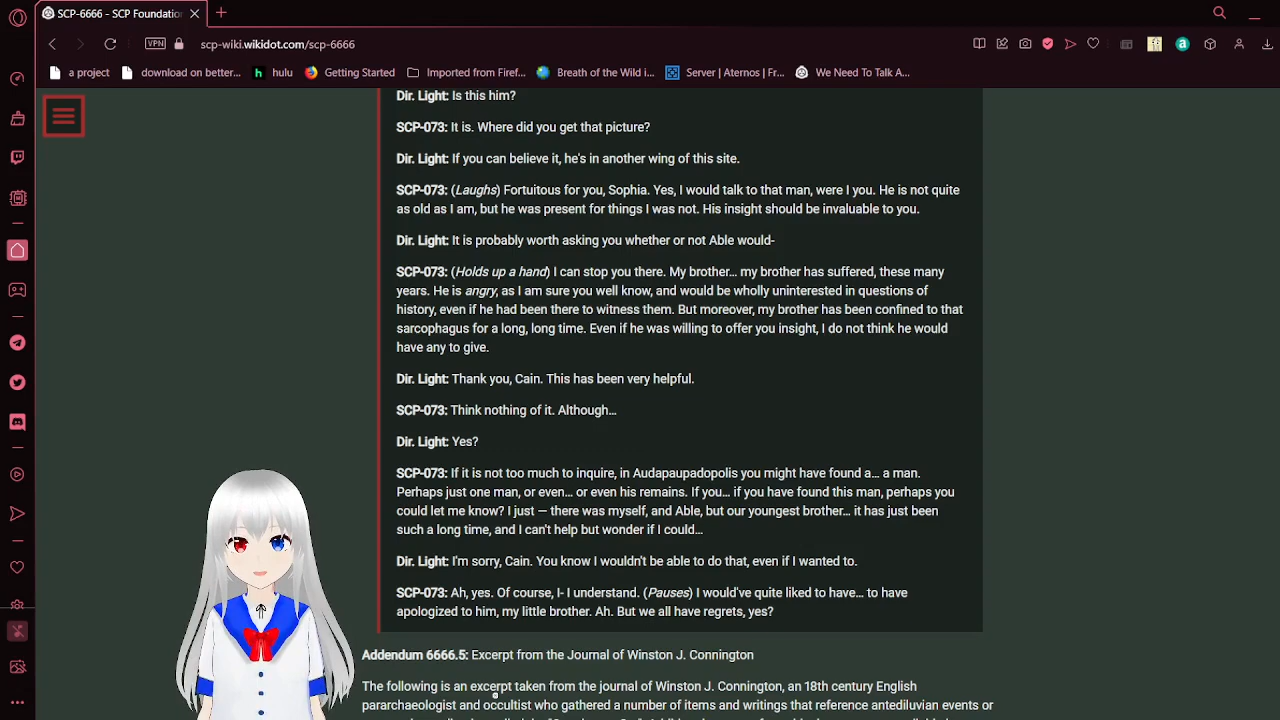 SCP-6666 - SCP Foundatio
scp-wiki.wikidot.com/scp-6666
VPN
a project
download on better...
hulu
Getting Started
Imported from Firef...
Breath of the Wild i...
Server | Aternos | Fr...
We Need To Talk A...
Dir. Light: Is this him?
SCP-073: It is. Where did you get that picture?
Dir. Light: If you can believe it, he's in another wing of this site.
SCP-073: (Laughs) Fortuitous for you, Sophia. Yes, I would talk to that man, were I you. He is not quite
as old as I am, but he was present for things I was not. His insight should be invaluable to you.
Dir. Light: It is probably worth asking you whether or not Able would-
SCP-073: (Holds up a hand) I can stop you there. My brother... my brother has suffered, these many
years. He is angry, as I am sure you well know, and would be wholly uninterested in questions of
history, even if he had been there to witness them. But moreover, my brother has been confined to that
sarcophagus for a long, long time. Even if he was willing to offer you insight, I do not think he would
have any to give.
Dir. Light: Thank you, Cain. This has been very helpful.
SCP-073: Think nothing of it. Although...
Dir. Light: Yes?
SCP-073: If it is not too much to inquire, in Audapaupadopolis you might have found a... a man.
Perhaps just one man, or even... or even his remains. If you... if you have found this man, perhaps you
could let me know? I just — there was myself, and Able, but our youngest brother... it has just been
such a long time, and I can't help but wonder if I could...
Dir. Light: I'm sorry, Cain. You know I wouldn't be able to do that, even if I wanted to.
SCP-073: Ah, yes. Of course, I- I understand. (Pauses) I would've quite liked to have... to have
apologized to him, my little brother. Ah. But we all have regrets, yes?
Addendum 6666.5: Excerpt from the Journal of Winston J. Connington
The following is an excerpt taken from the journal of Winston J. Connington, an 18th century English
pararchaeologist and occultist who gathered a number of items and writings that reference antediluvian events or